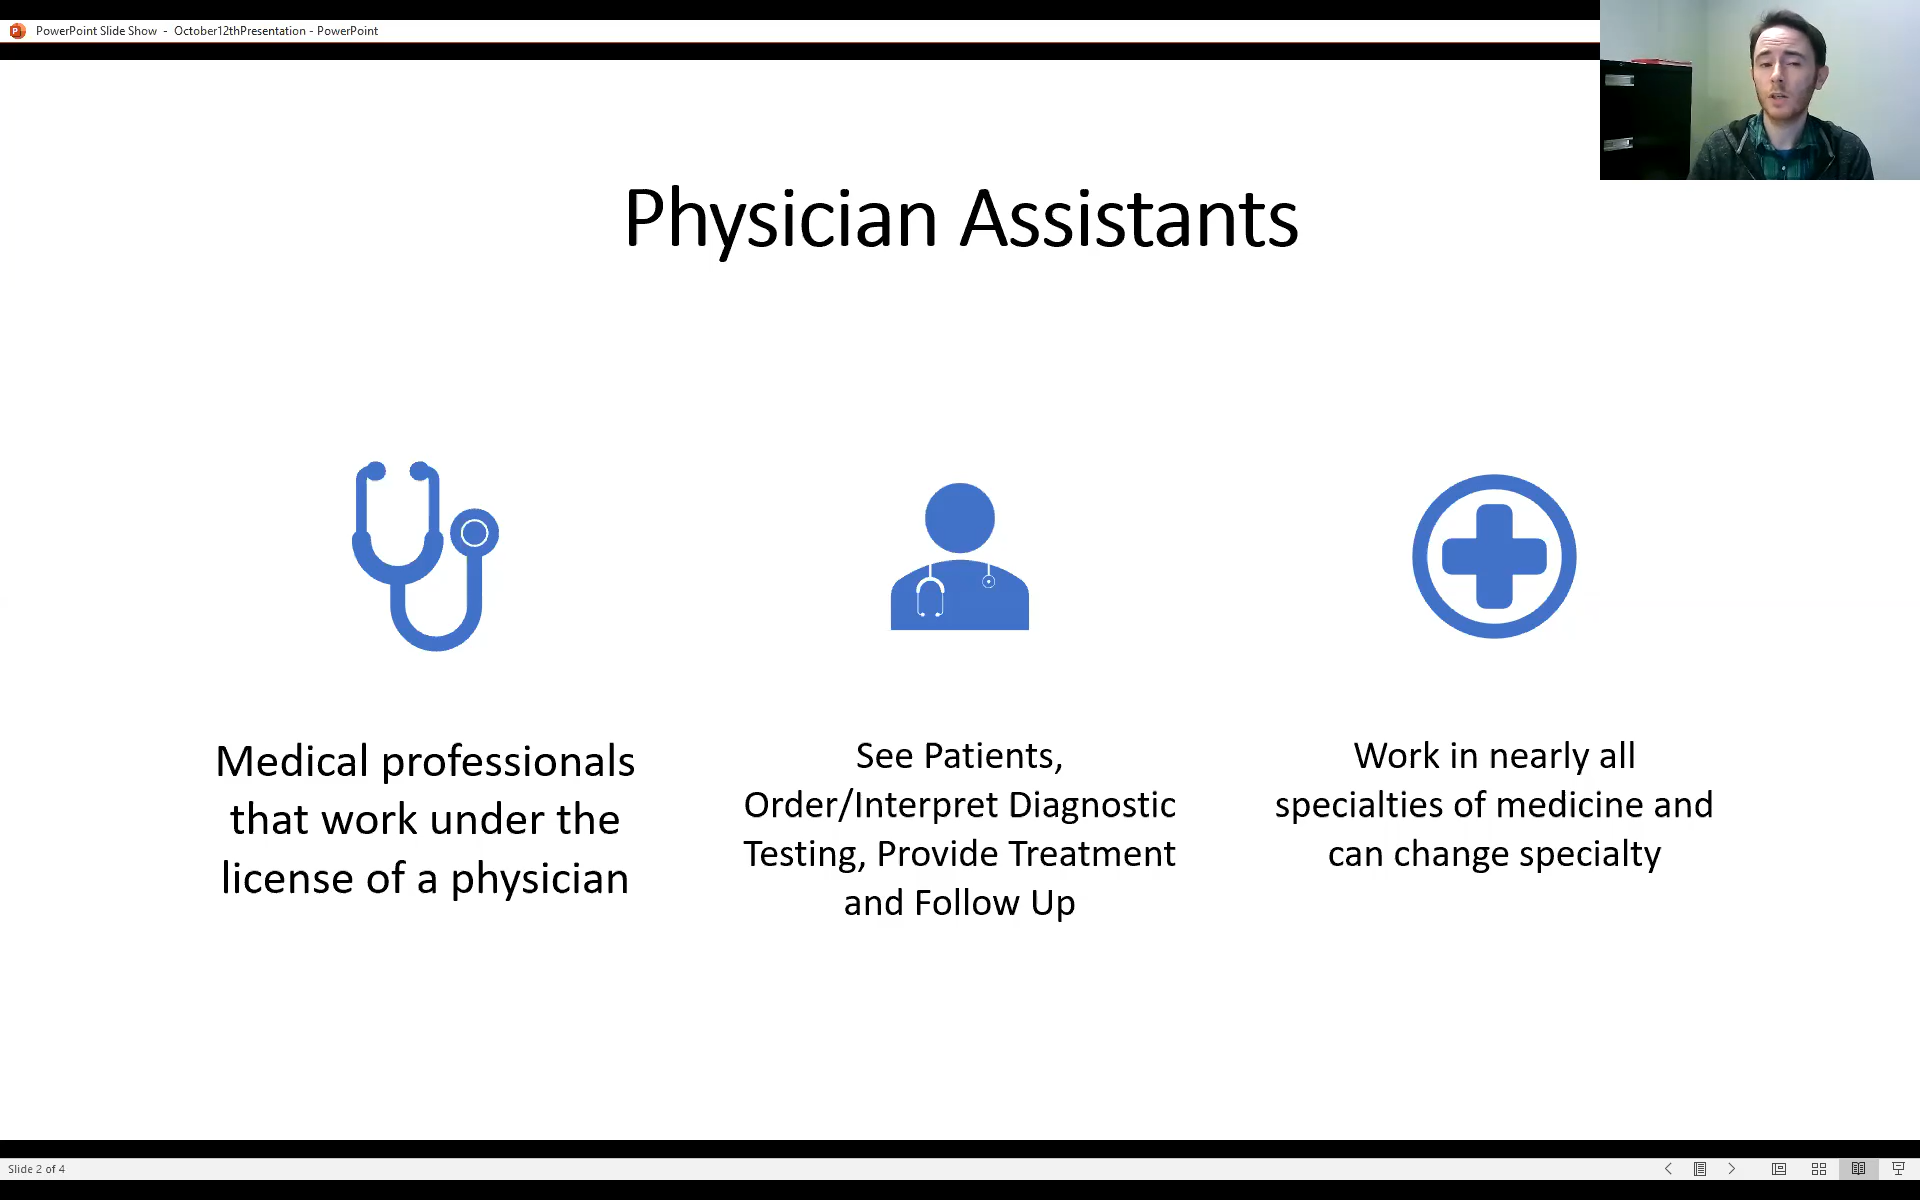 PowerPoint Slide Show - October12thPresentation - PowerPoint
Physician Assistants
Medical professionals
that work under the
license of a physician
See Patients,
Order/Interpret Diagnostic
Testing, Provide Treatment
and Follow Up
Work in nearly all
specialties of medicine and
can change specialty
Slide 2 of 4